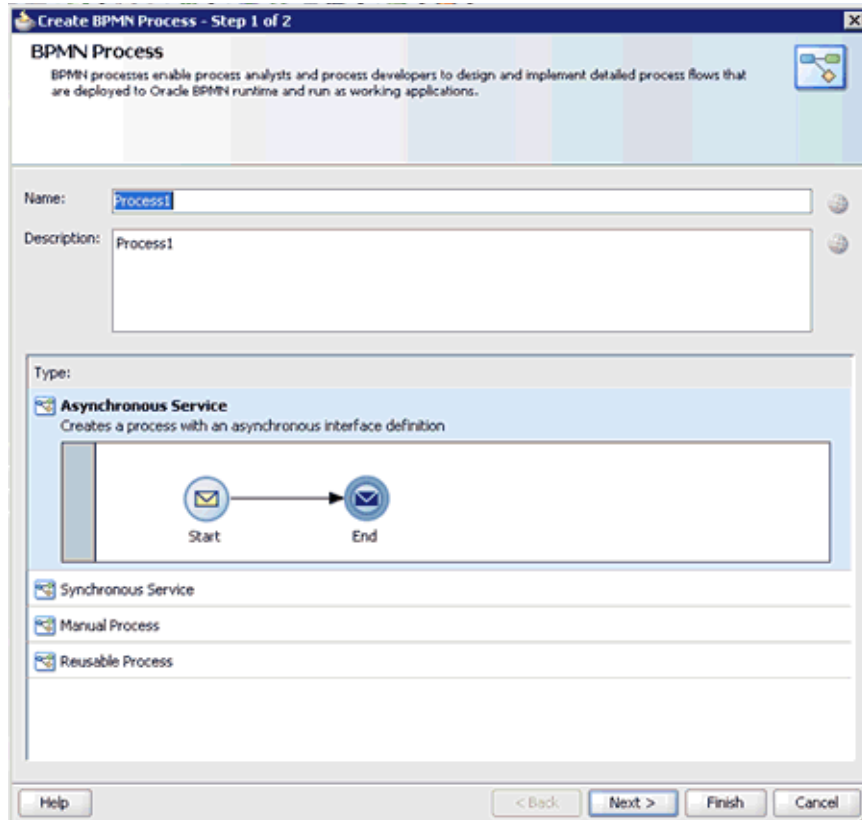 Create BPMN Process - Step 1 of 2
BPMN Process
BPMN processes enable process analysts and process developers to design and implement detailed process flows that
are deployed to Oracle BPMN runtime and run as working applications.
Name:
Process1
Description:
Process1
Type:
Asynchronous Service
Creates a process with an asynchronous interface definition
Start End
Synchronous Service
Manual Process
Reusable Process
Help < Back Next > Finish Cancel